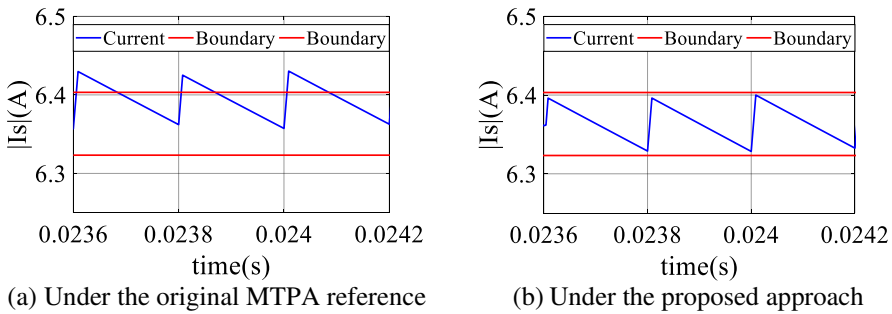 6.5
Current Boundary Boundary
6.4
6.3
|Is|(A)
0.0236 0.0238 0.024 0.0242
time(s)
(a) Under the original MTPA reference
6.5
Current Boundary Boundary
6.4
6.3
|Is|(A)
0.0236 0.0238 0.024 0.0242
time(s)
(b) Under the proposed approach